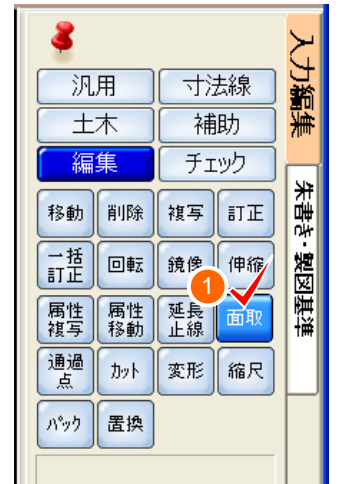 汎用 寸法線
土木 補助
編集 チェック
移動 削除 複写 訂正
一括
訂正 回転 鏡像 伸縮
1
属性
複写 属性
移動 延長
止線 面取
通過
点 カット 変形 縮尺
パック 置換
入力編集
朱書き・製図基準